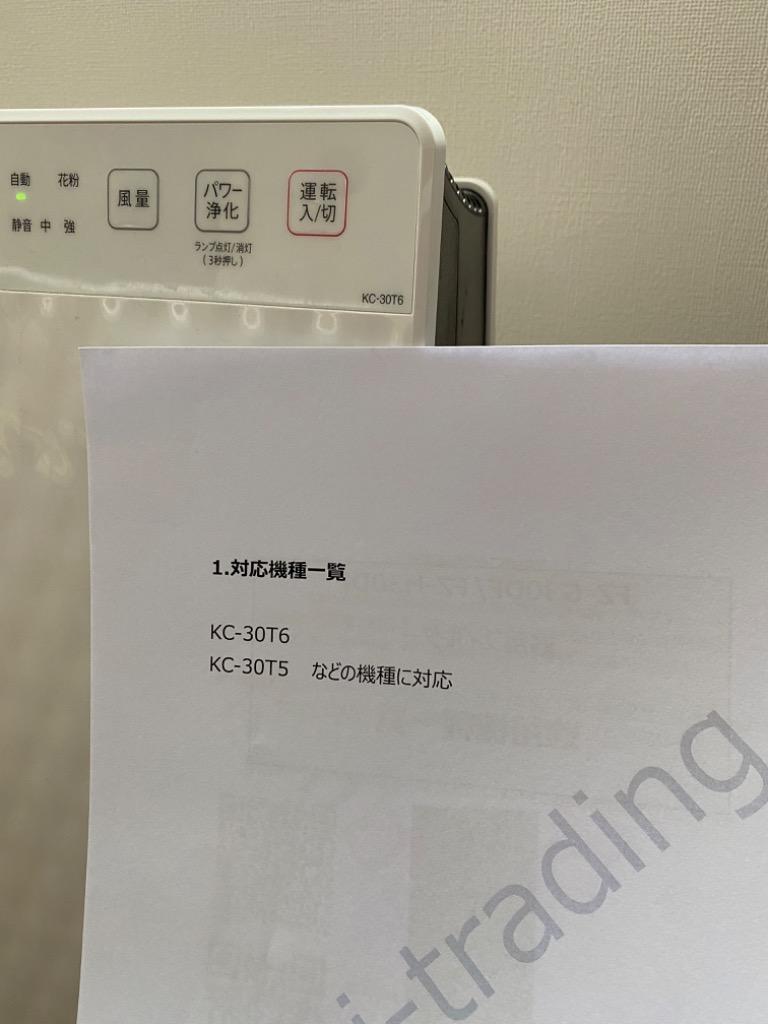 自動 花粉
静音 中 強
風量
パワー
浄化
ランプ点灯/消灯
(3秒押し)
運転
入/切
KC-30T6
1.対応機種一覧
KC-30T6
KC-30T5 などの機種に対応
i-trading